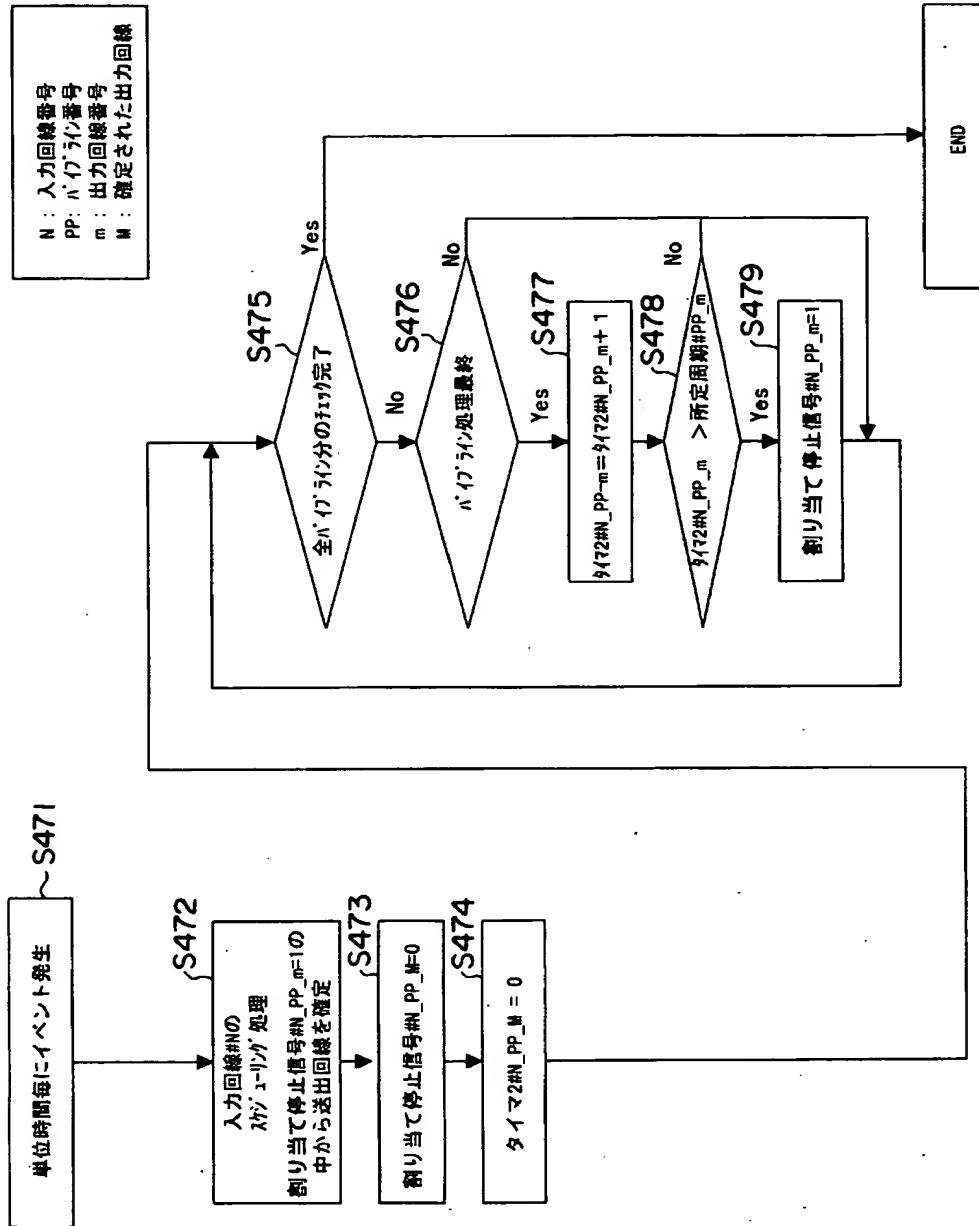 N : 入力回線番号
PP: パイプライン番号
m : 出力回線番号
M : 確定された出力回線
単位時間毎にイベント発生
S471
S472
入力回線#Nの
スケジューリング処理
割り当て停止信号#N_PP_m=1の
中から送出回線を確定
S473
割り当て停止信号#N_PP_M=0
S474
タイマ2#N_PP_M = 0
S475
全パイプライン分のチェック完了
Yes
No
S476
パイプライン処理最終
No
Yes
S477
タイマ2#N_PP-m=タイマ2#N_PP_m+1
S478
タイマ2#N_PP_m >所定周期#PP_m
No
Yes
S479
割り当て停止信号#N_PP_m=1
END